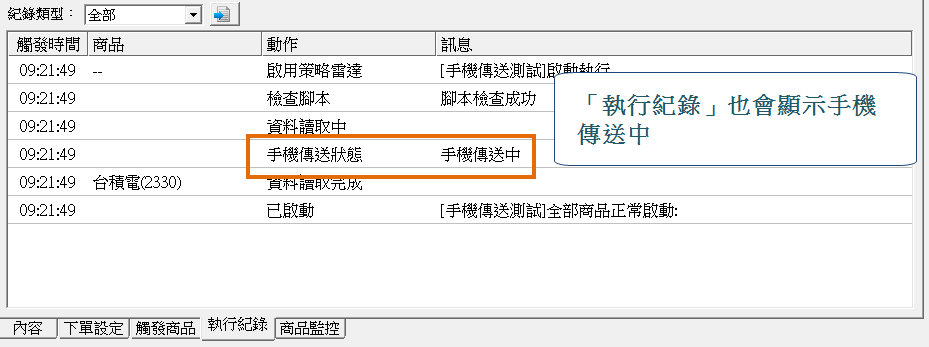 紀錄類型： 全部
觸發時間 商品 動作 訊息
09:21:49 -- 啟用策略雷達 [手機傳送測試]啟動執行
09:21:49 檢查腳本 腳本檢查成功
09:21:49 資料讀取中
09:21:49 手機傳送狀態 手機傳送中
09:21:49 台積電(2330) 資料讀取完成
09:21:49 已啟動 [手機傳送測試]全部商品正常啟動:
「執行紀錄」也會顯示手機
傳送中
內容 下單設定 觸發商品 執行紀錄 商品監控